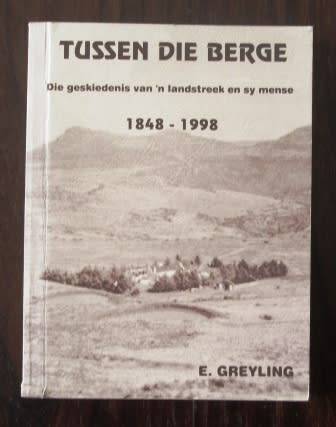 TUSSEN DIE BERGE
Die geskiedenis van 'n landstreek en sy mense
1848 - 1998
E. GREYLING